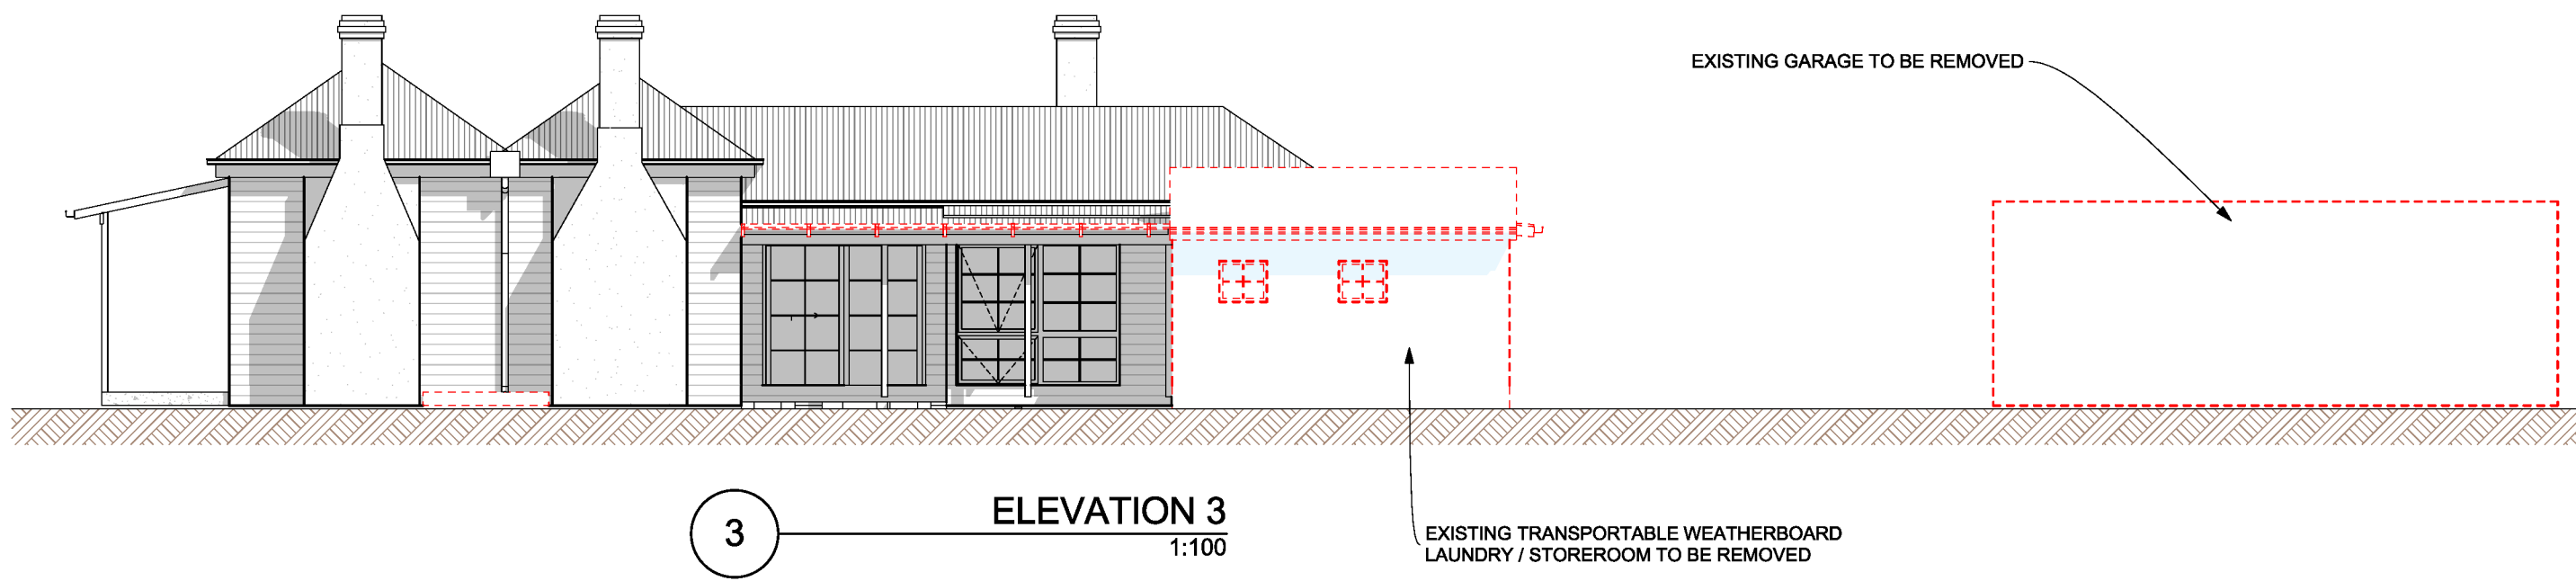 EXISTING GARAGE TO BE REMOVED
3
ELEVATION 3
1:100
EXISTING TRANSPORTABLE WEATHERBOARD
LAUNDRY / STOREROOM TO BE REMOVED